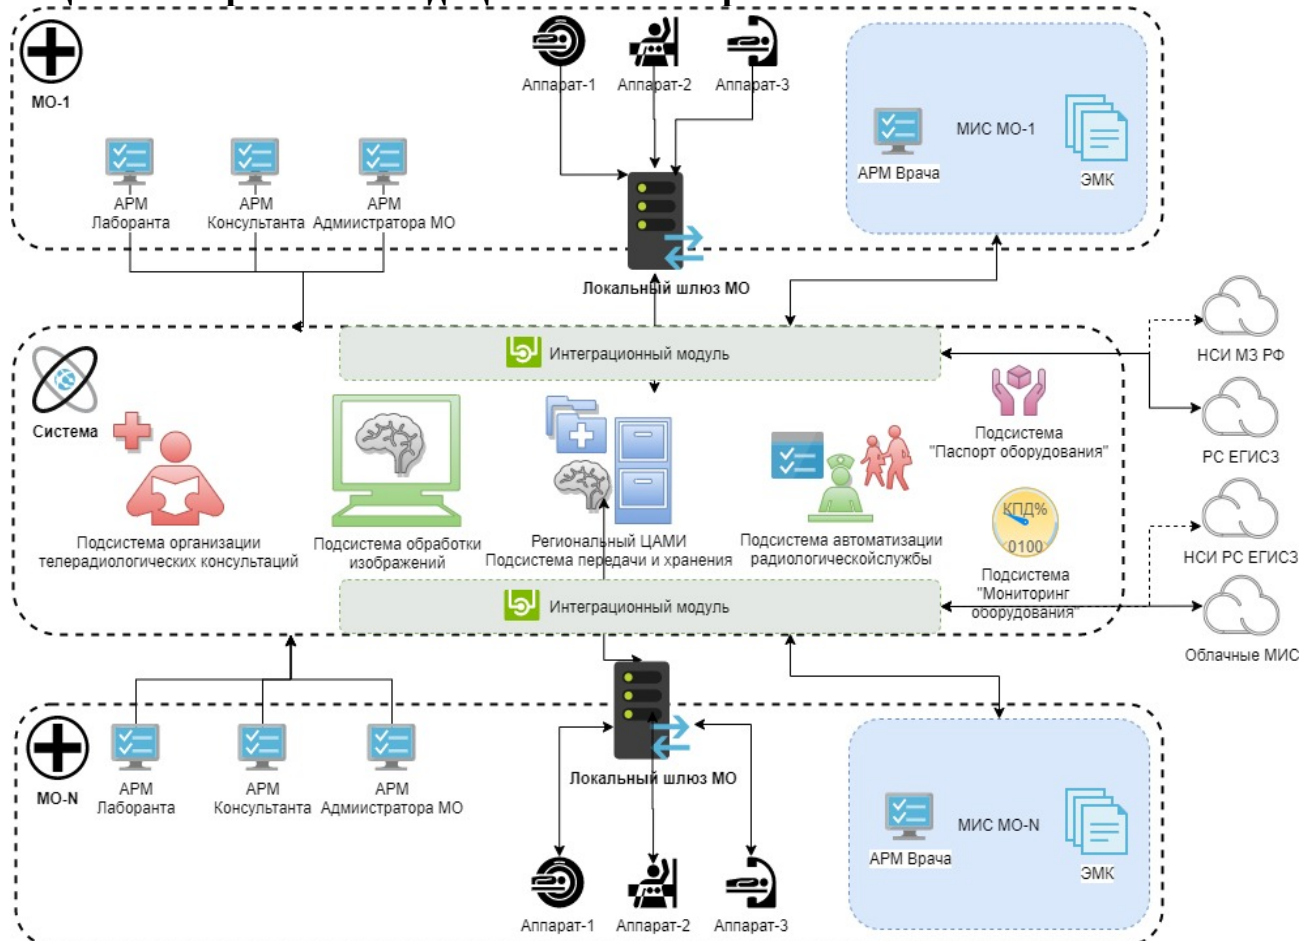 МО-1
Аппарат-1
Аппарат-2
Аппарат-3
МИС МО-1
АРМ Врача
ЭМК
АРМ
Лаборанта
АРМ
Консультанта
АРМ
Адмиистратора МО
Локальный шлюз МО
Интеграционный модуль
НСИ МЗ РФ
Система
Подсистема
"Паспорт оборудования"
РС ЕГИСЗ
КПД%
0100
Подсистема организации
телерадиологических консультаций
Подсистема обработки
изображений
Региональный ЦАМИ
Подсистема передачи и хранения
Подсистема автоматизации
радиологическойслужбы
НСИ РС ЕГИСЗ
Подсистема
"Мониторинг
оборудования"
Интеграционный модуль
Облачные МИС
МО-N
АРМ
Лаборанта
АРМ
Консультанта
АРМ
Адмиистратора МО
Локальный шлюз МО
МИС МО-N
АРМ Врача
ЭМК
Аппарат-1
Аппарат-2
Аппарат-3